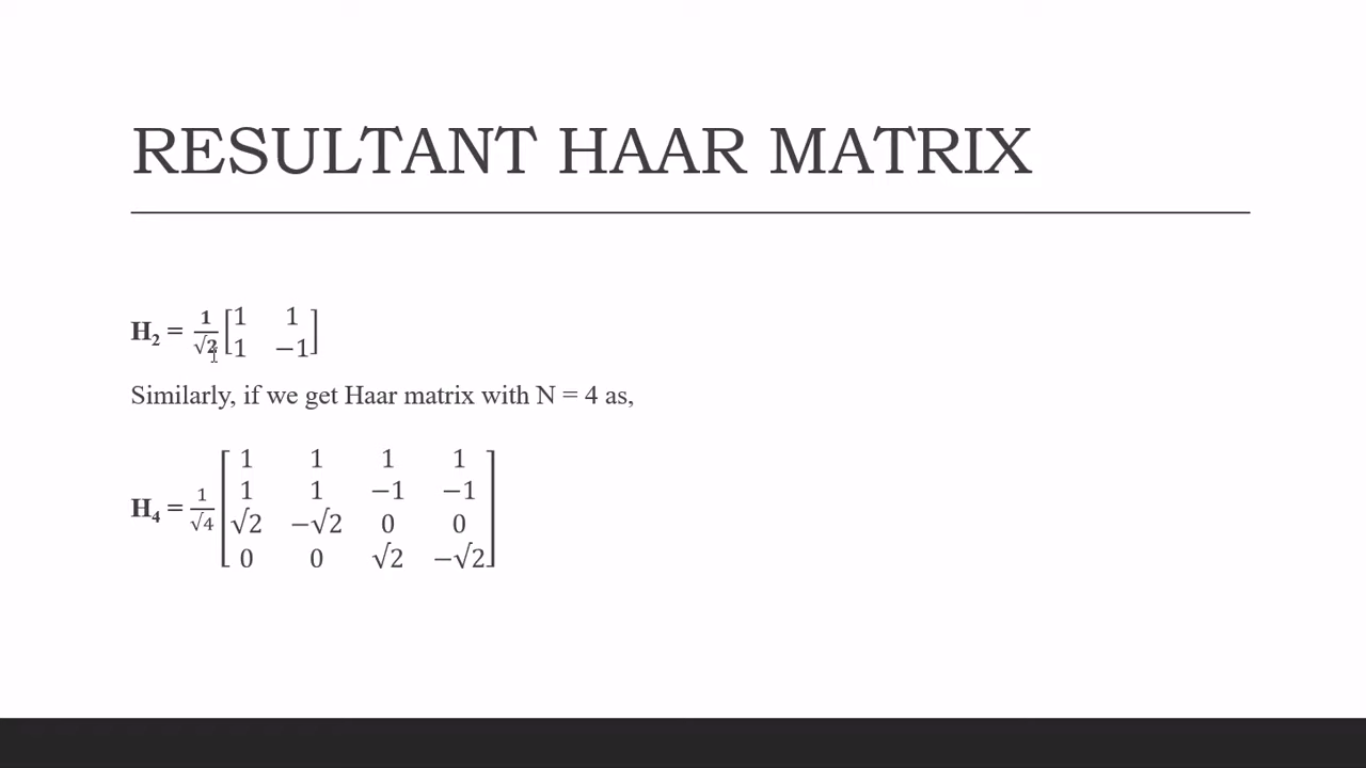 RESULTANT HAAR MATRIX
H₂ = 1/√2 [1 1
1 −1]
Similarly, if we get Haar matrix with N = 4 as,
H₄ = 1/√4 [1 1 1 1
1 1 −1 −1
√2 −√2 0 0
0 0 √2 −√2]